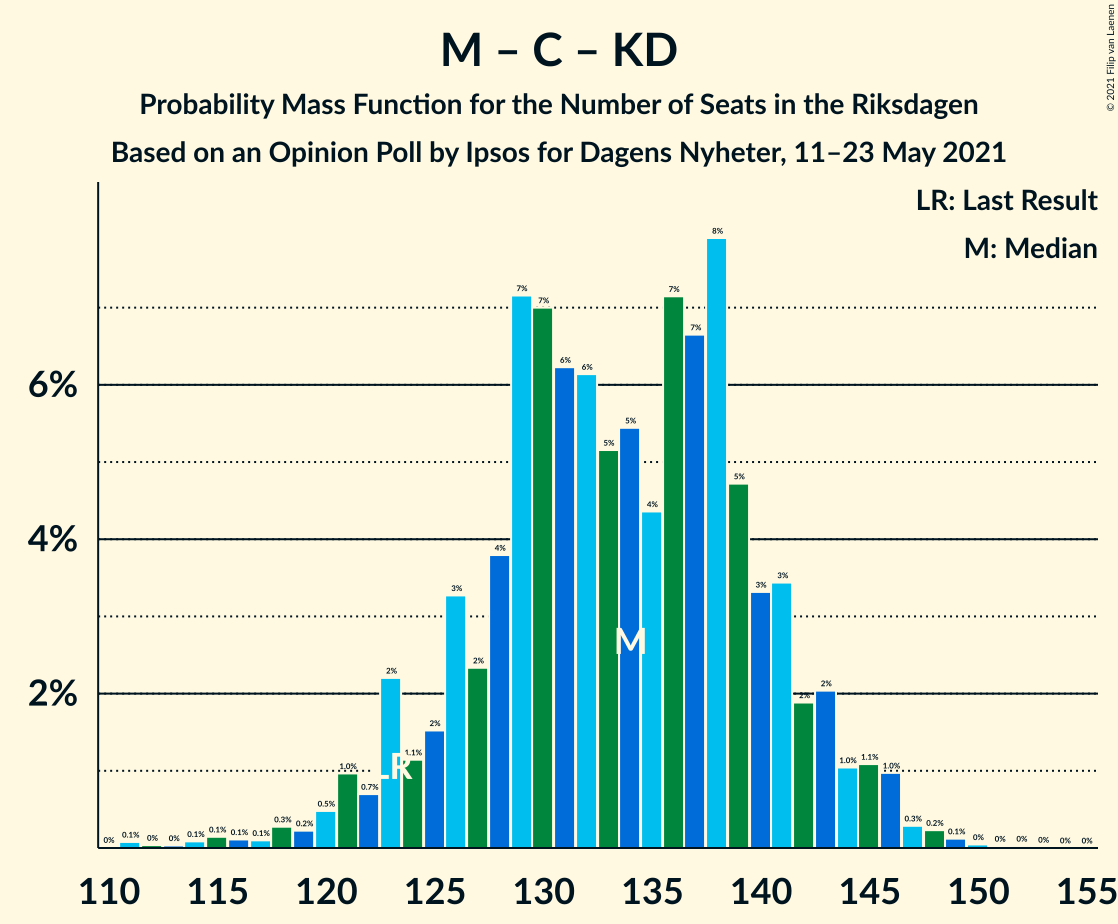 M – C – KD
Probability Mass Function for the Number of Seats in the Riksdagen
Based on an Opinion Poll by Ipsos for Dagens Nyheter, 11–23 May 2021
© 2021 Filip van Laenen
LR: Last Result
M: Median
8%
7% 7% 7% 7%
6% 6%
5% 5% 4% 5%
6%
4%
4%
3% 2% 3% 3%
2% 2% 2% 2%
M
2%
LR
1.0% 0.7% 1.1% 1.0% 1.1% 1.0%
0% 0.1% 0% 0% 0.1% 0.1% 0.1% 0.1% 0.3% 0.2% 0.5% 0.3% 0.2% 0.1% 0% 0% 0% 0% 0% 0%
110 115 120 125 130 135 140 145 150 155